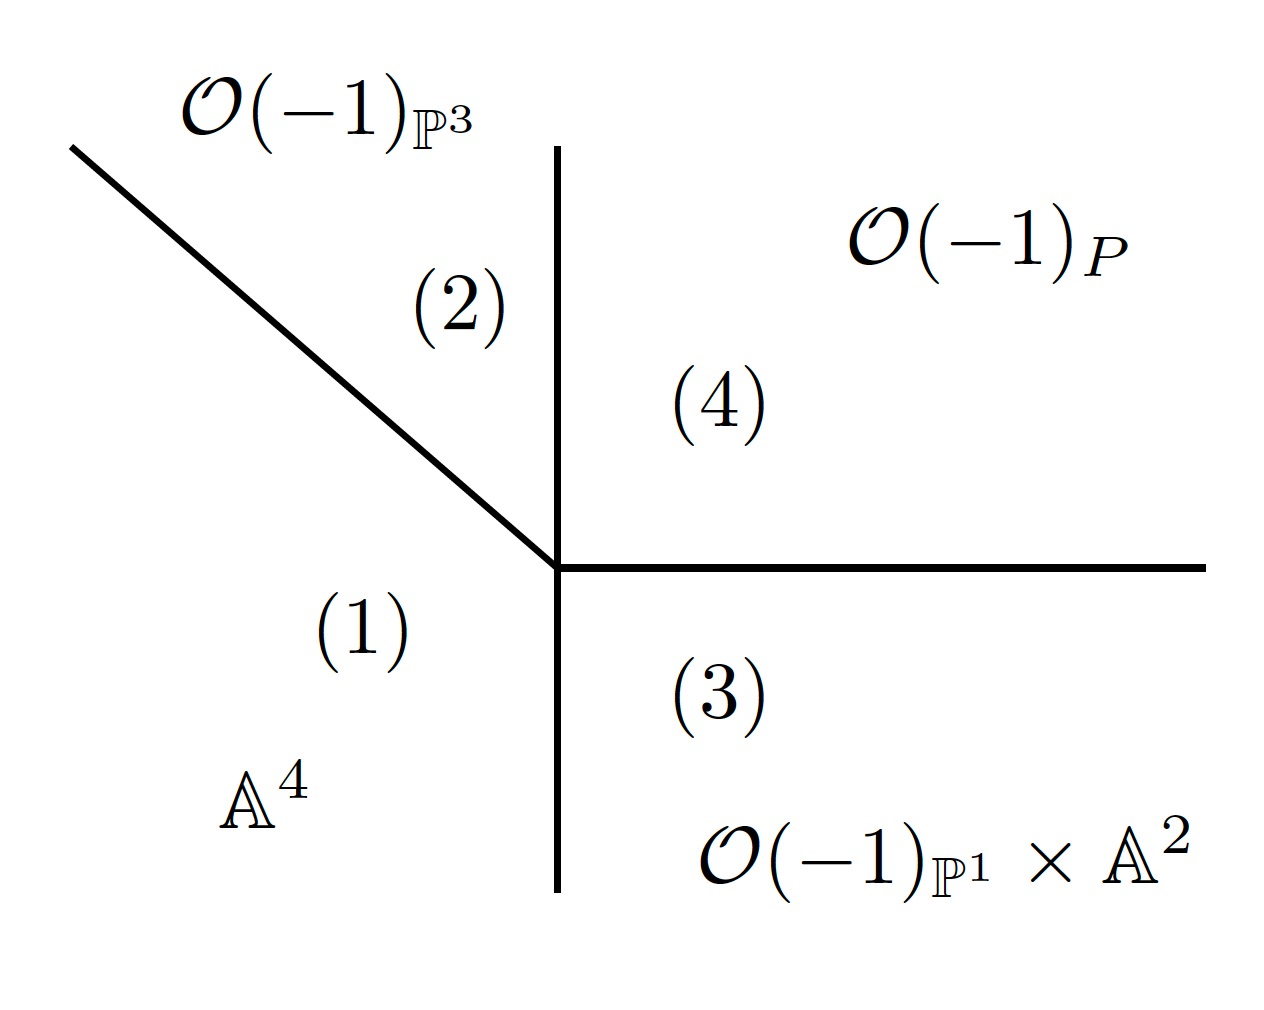 𝒪(−1)_{ℙ³}
𝒪(−1)_P
(2)
(4)
(1)
(3)
𝔸⁴
𝒪(−1)_{ℙ¹} × 𝔸²